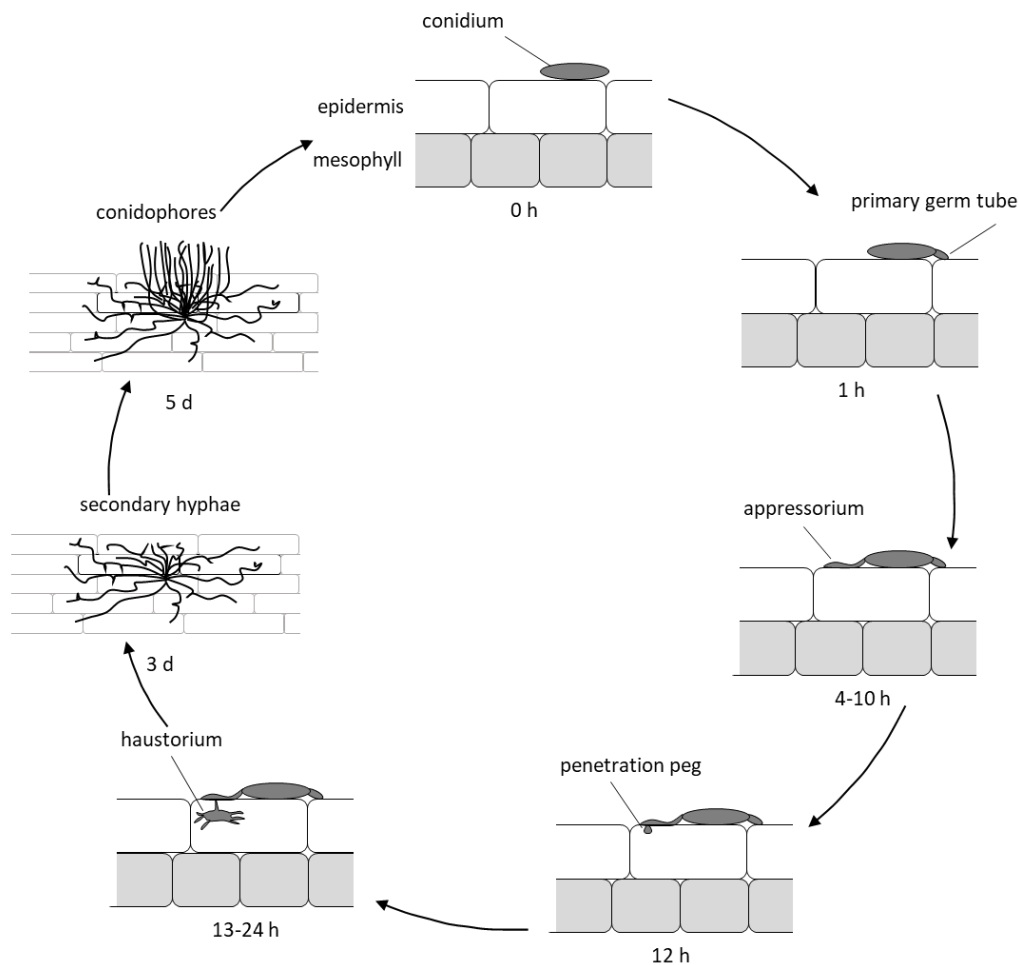 conidium
epidermis
mesophyll
0 h
primary germ tube
1 h
appressorium
4-10 h
penetration peg
12 h
haustorium
13-24 h
secondary hyphae
3 d
conidophores
5 d